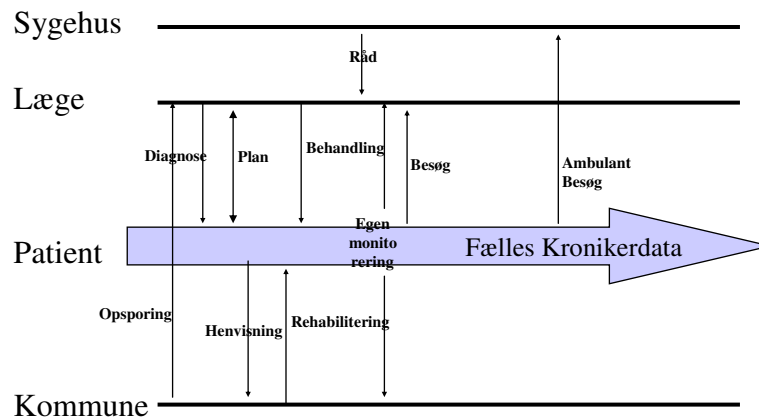 Sygehus
Råd
Læge
Diagnose
Plan
Behandling
Besøg
Ambulant
Besøg
Egen
monito
rering
Patient
Fælles Kronikerdata
Opsporing
Henvisning
Rehabilitering
Kommune